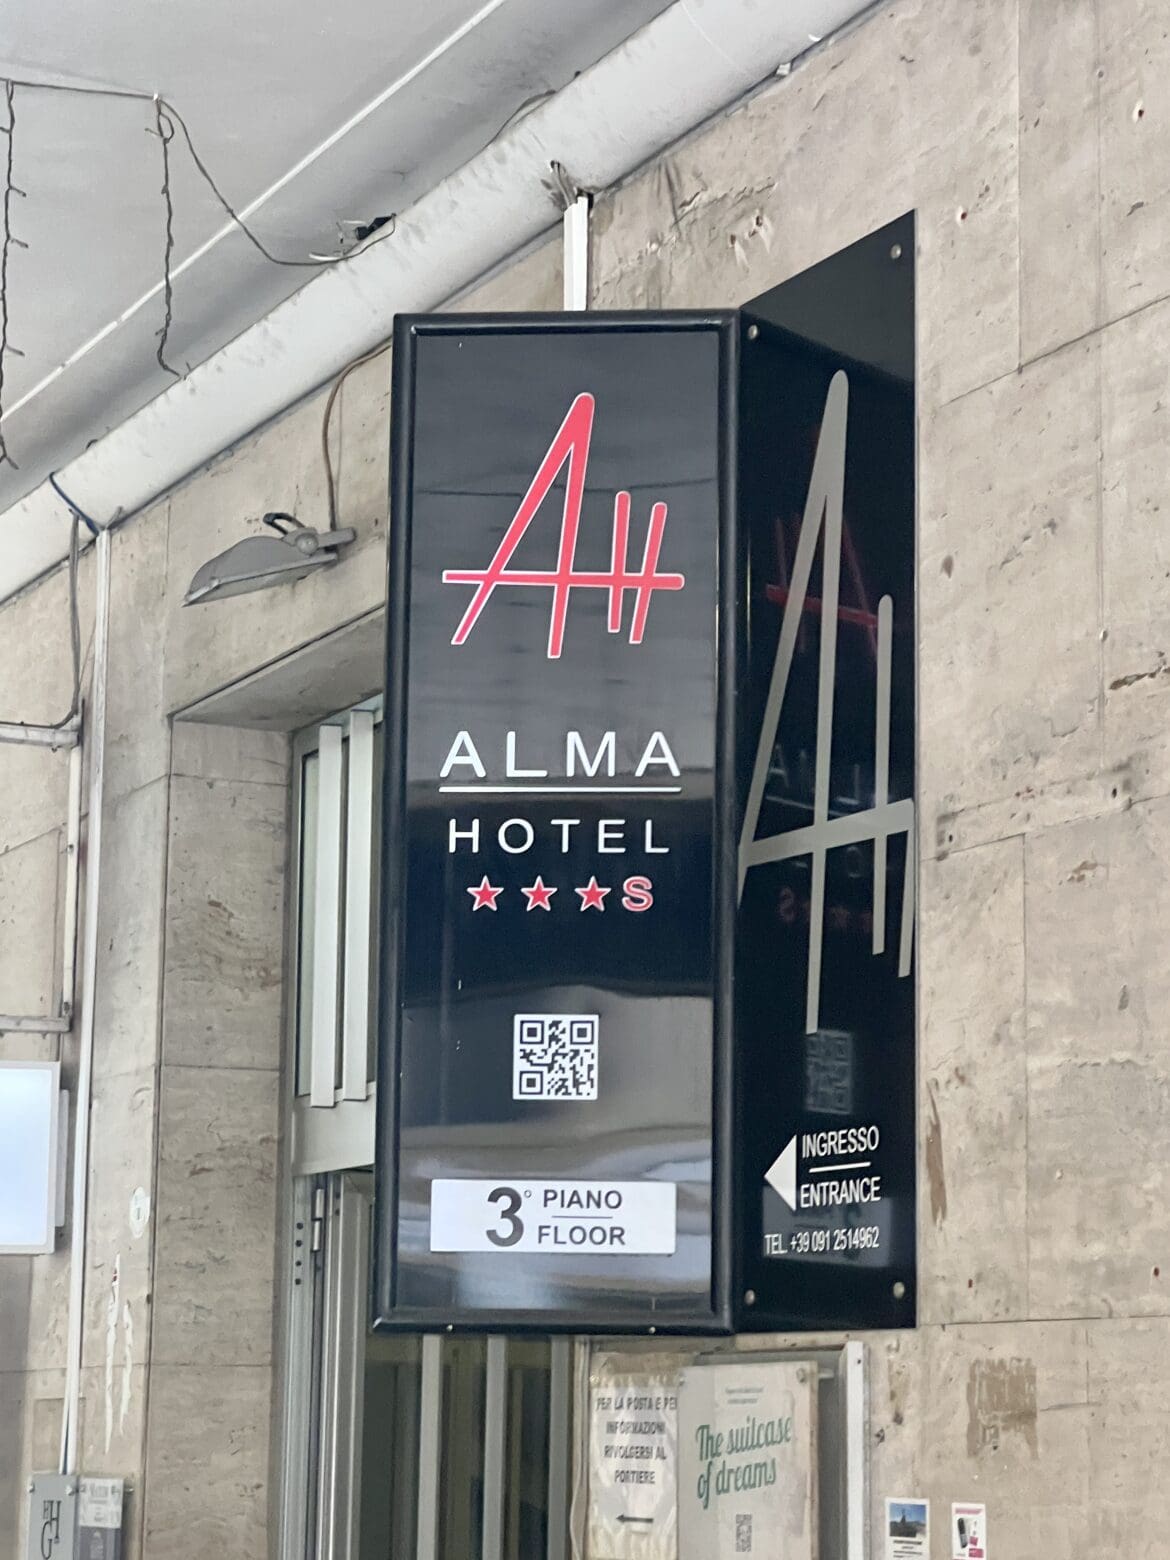 AH
ALMA
HOTEL
★★★S
3° PIANO
FLOOR
INGRESSO
ENTRANCE
TEL. +39 091 2514962
PER LA POSTA E PER
INFORMAZIONI
RIVOLGERSI AL
PORTIERE
The suitcase
of dreams
HH
G